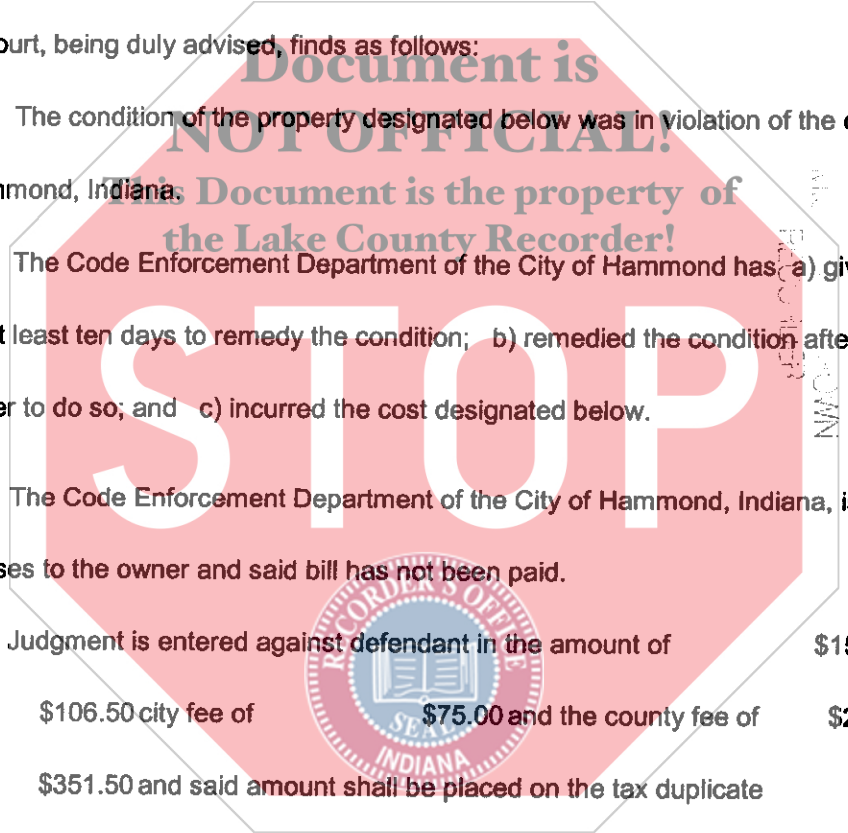 ourt, being duly advised, finds as follows:
Document is
The condition of the property designated below was in violation of the
NOT OFFICIAL!
mmond, Indiana.
This Document is the property of
the Lake County Recorder!
The Code Enforcement Department of the City of Hammond has a) giv
t least ten days to remedy the condition; b) remedied the condition afte
STOP
er to do so; and c) incurred the cost designated below.
The Code Enforcement Department of the City of Hammond, Indiana, i
ses to the owner and said bill has not been paid.
RECORDER'S OFFICE
Judgment is entered against defendant in the amount of $15
$106.50 city fee of $75.00 and the county fee of $2
SEAL
INDIANA
$351.50 and said amount shall be placed on the tax duplicate